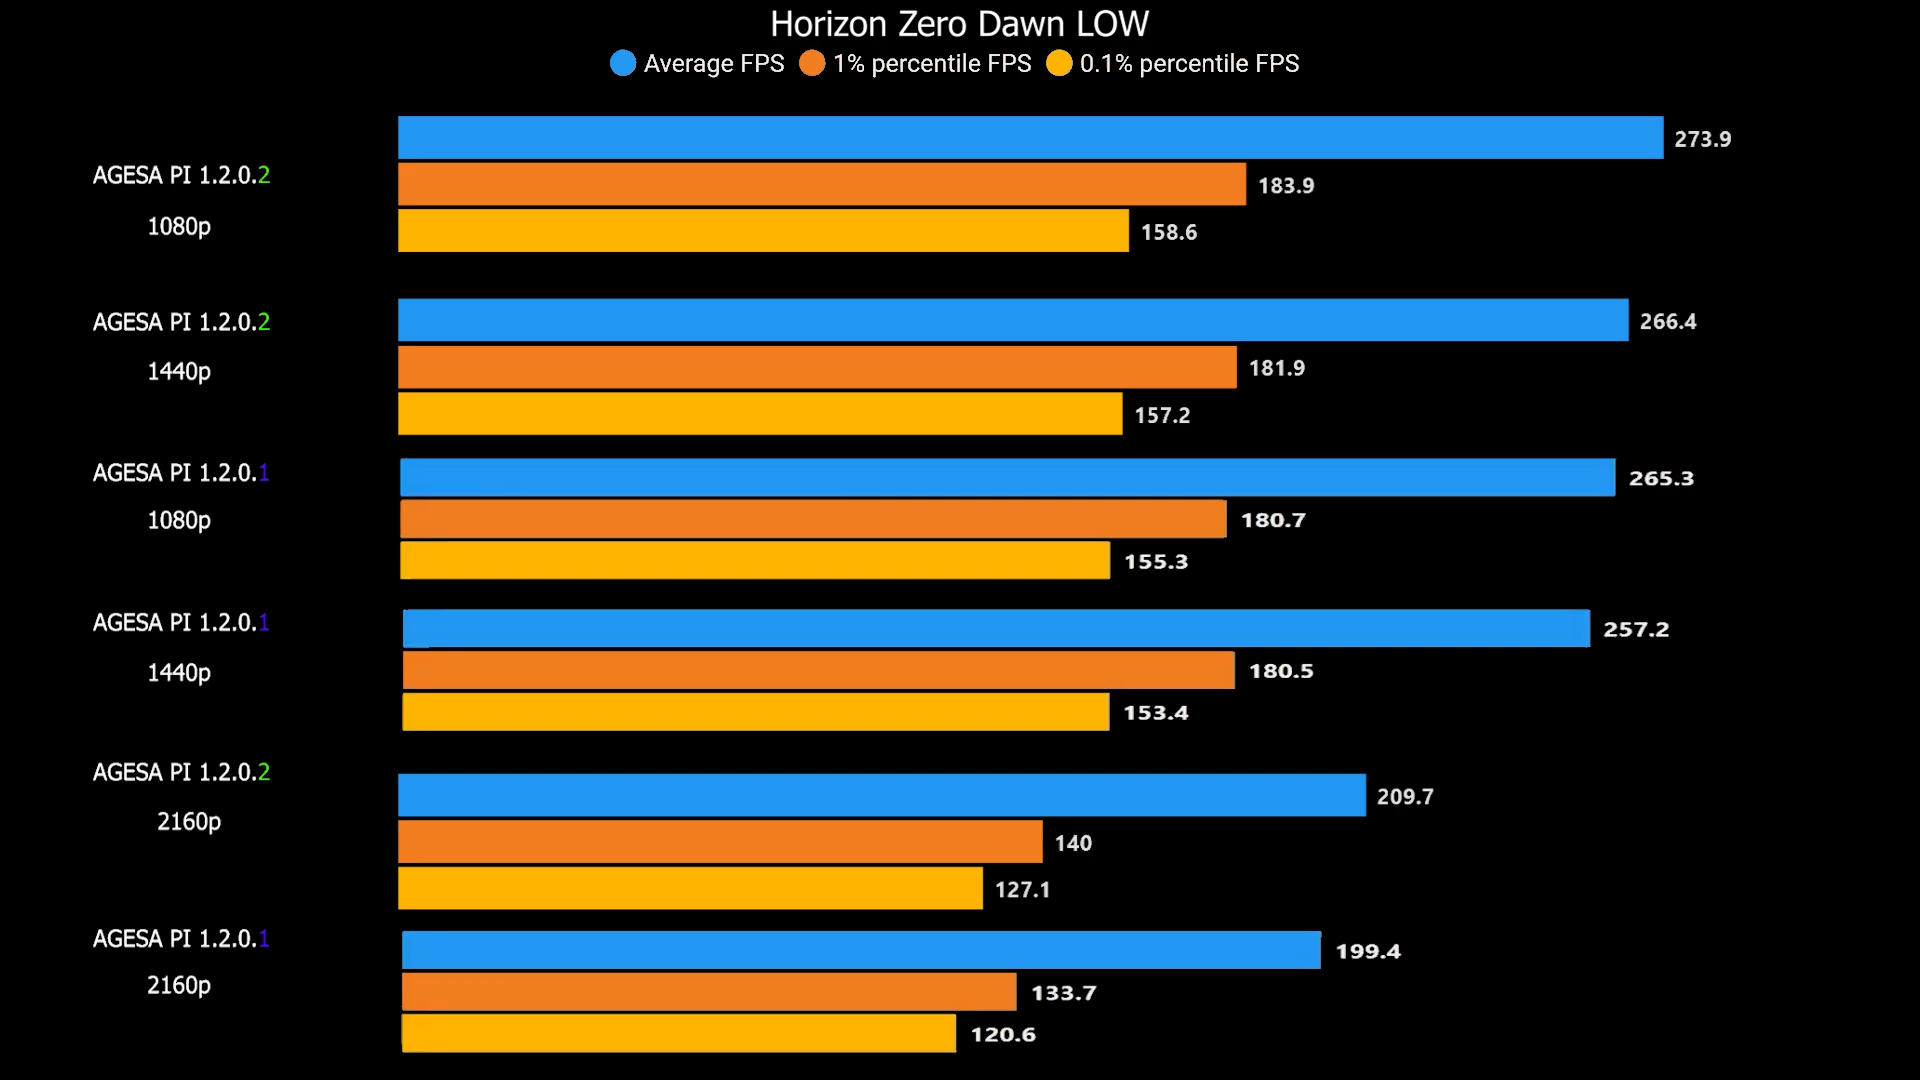 Horizon Zero Dawn LOW
Average FPS 1% percentile FPS 0.1% percentile FPS
AGESA PI 1.2.0.2
1080p
273.9
183.9
158.6
AGESA PI 1.2.0.2
1440p
266.4
181.9
157.2
AGESA PI 1.2.0.1
1080p
265.3
180.7
155.3
AGESA PI 1.2.0.1
1440p
257.2
180.5
153.4
AGESA PI 1.2.0.2
2160p
209.7
140
127.1
AGESA PI 1.2.0.1
2160p
199.4
133.7
120.6